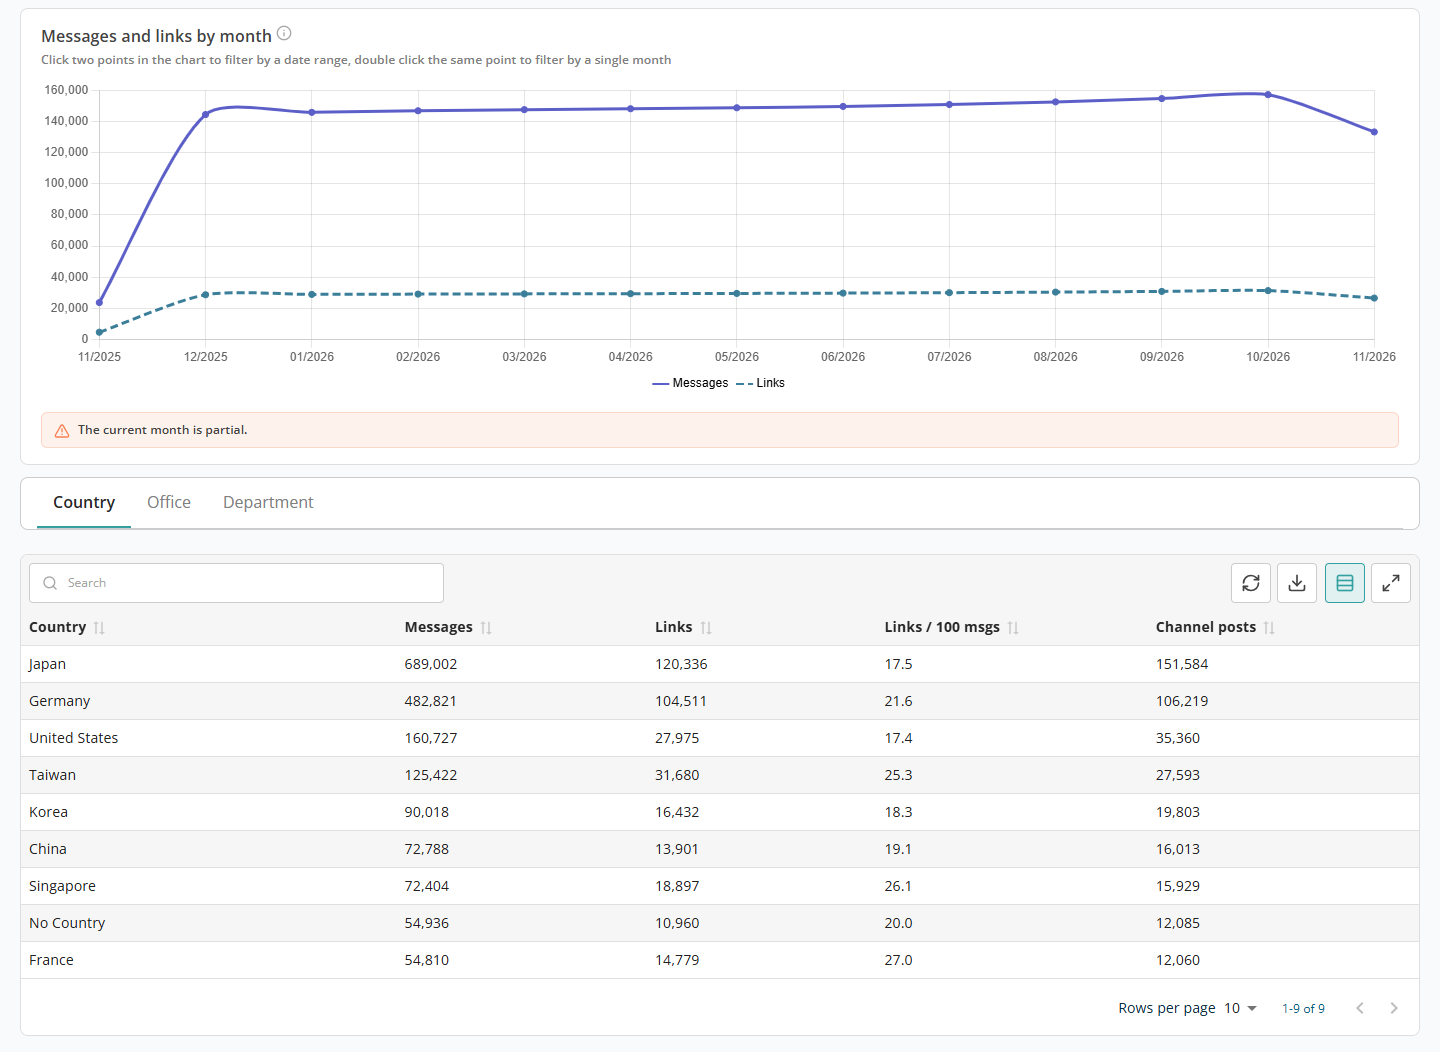 Messages and links by month
Click two points in the chart to filter by a date range, double click the same point to filter by a single month
160,000
140,000
120,000
100,000
80,000
60,000
40,000
20,000
0
11/2025 12/2025 01/2026 02/2026 03/2026 04/2026 05/2026 06/2026 07/2026 08/2026 09/2026 10/2026 11/2026
Messages Links
The current month is partial.
Country Office Department
Search
Country Messages Links Links / 100 msgs Channel posts
Japan 689,002 120,336 17.5 151,584
Germany 482,821 104,511 21.6 106,219
United States 160,727 27,975 17.4 35,360
Taiwan 125,422 31,680 25.3 27,593
Korea 90,018 16,432 18.3 19,803
China 72,788 13,901 19.1 16,013
Singapore 72,404 18,897 26.1 15,929
No Country 54,936 10,960 20.0 12,085
France 54,810 14,779 27.0 12,060
Rows per page 10 1-9 of 9